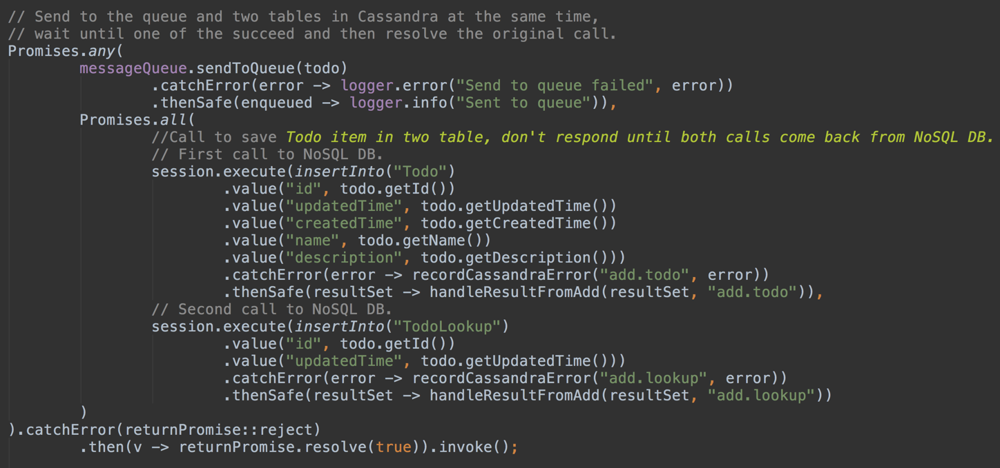 // Send to the queue and two tables in Cassandra at the same time,
// wait until one of the succeed and then resolve the original call.
Promises.any(
        messageQueue.sendToQueue(todo)
                .catchError(error -> logger.error("Send to queue failed", error))
                .thenSafe(enqueued -> logger.info("Sent to queue")),
        Promises.all(
                //Call to save Todo item in two table, don't respond until both calls come back from NoSQL DB.
                // First call to NoSQL DB.
                session.execute(insertInto("Todo")
                        .value("id", todo.getId())
                        .value("updatedTime", todo.getUpdatedTime())
                        .value("createdTime", todo.getCreatedTime())
                        .value("name", todo.getName())
                        .value("description", todo.getDescription()))
                        .catchError(error -> recordCassandraError("add.todo", error))
                        .thenSafe(resultSet -> handleResultFromAdd(resultSet, "add.todo")),
                // Second call to NoSQL DB.
                session.execute(insertInto("TodoLookup")
                        .value("id", todo.getId())
                        .value("updatedTime", todo.getUpdatedTime()))
                        .catchError(error -> recordCassandraError("add.lookup", error))
                        .thenSafe(resultSet -> handleResultFromAdd(resultSet, "add.lookup"))
        )
).catchError(returnPromise::reject)
        .then(v -> returnPromise.resolve(true)).invoke();